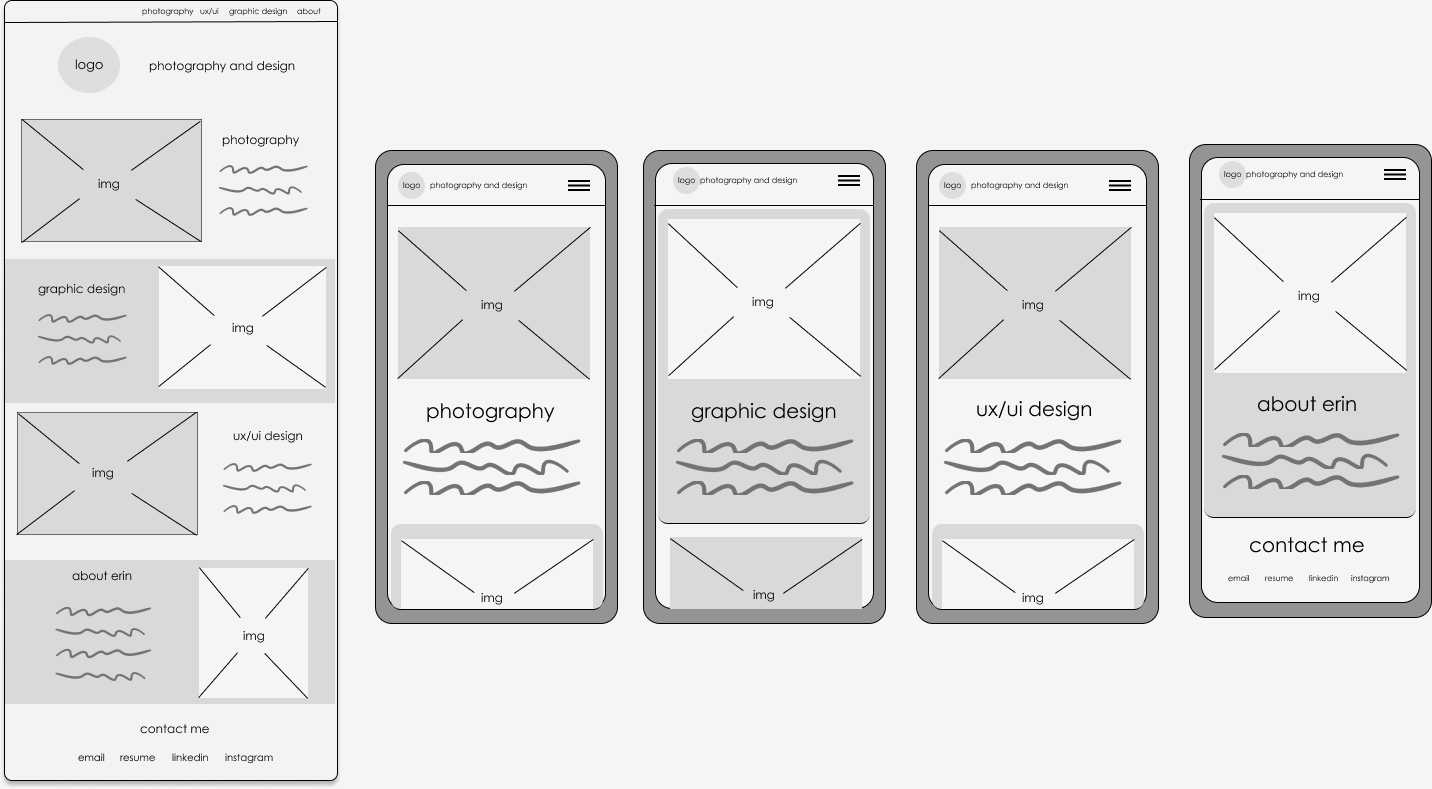 photography ux/ui graphic design about
logo photography and design
photography
img
graphic design
img
ux/ui design
img
about erin
img
contact me
email resume linkedin instagram
logo photography and design
img
photography
img
logo photography and design
img
graphic design
img
logo photography and design
img
ux/ui design
img
logo photography and design
img
about erin
contact me
email resume linkedin instagram